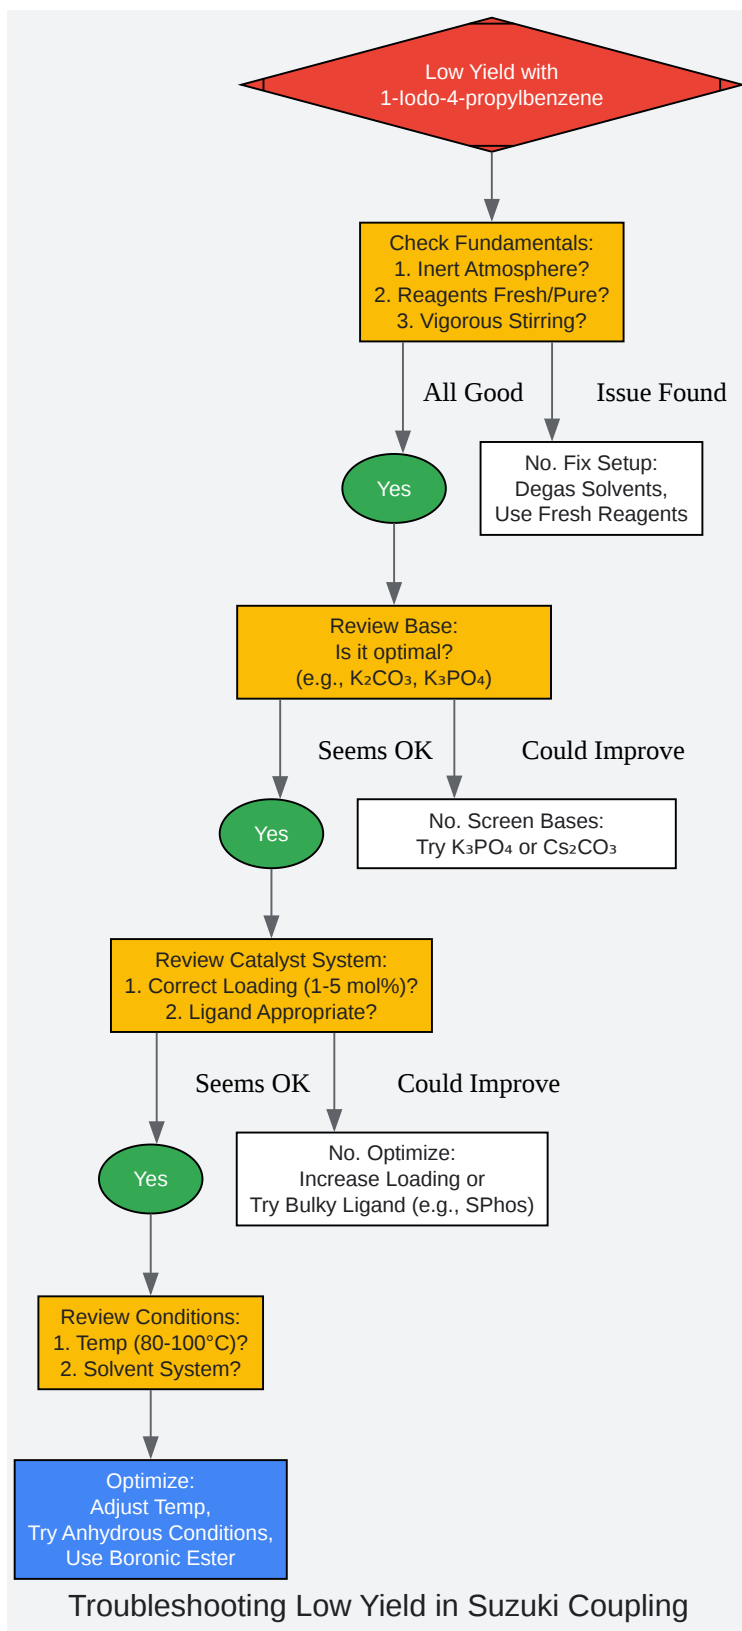 Low Yield with
1-Iodo-4-propylbenzene
Check Fundamentals:
1. Inert Atmosphere?
2. Reagents Fresh/Pure?
3. Vigorous Stirring?
All Good
Issue Found
Yes
No. Fix Setup:
Degas Solvents,
Use Fresh Reagents
Review Base:
Is it optimal?
(e.g., K₂CO₃, K₃PO₄)
Seems OK
Could Improve
Yes
No. Screen Bases:
Try K₃PO₄ or Cs₂CO₃
Review Catalyst System:
1. Correct Loading (1-5 mol%)?
2. Ligand Appropriate?
Seems OK
Could Improve
Yes
No. Optimize:
Increase Loading or
Try Bulky Ligand (e.g., SPhos)
Review Conditions:
1. Temp (80-100°C)?
2. Solvent System?
Optimize:
Adjust Temp,
Try Anhydrous Conditions,
Use Boronic Ester
Troubleshooting Low Yield in Suzuki Coupling